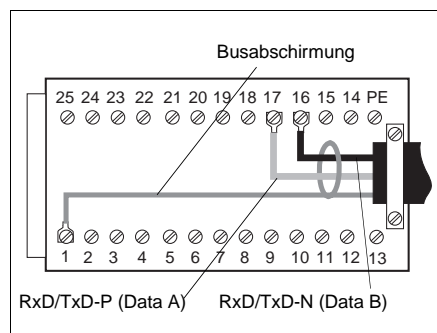 Busabschirmung
25 24 23 22 21 20 19 18 17 16 15 14 PE
1 2 3 4 5 6 7 8 9 10 11 12 13
RxD/TxD-P (Data A) RxD/TxD-N (Data B)